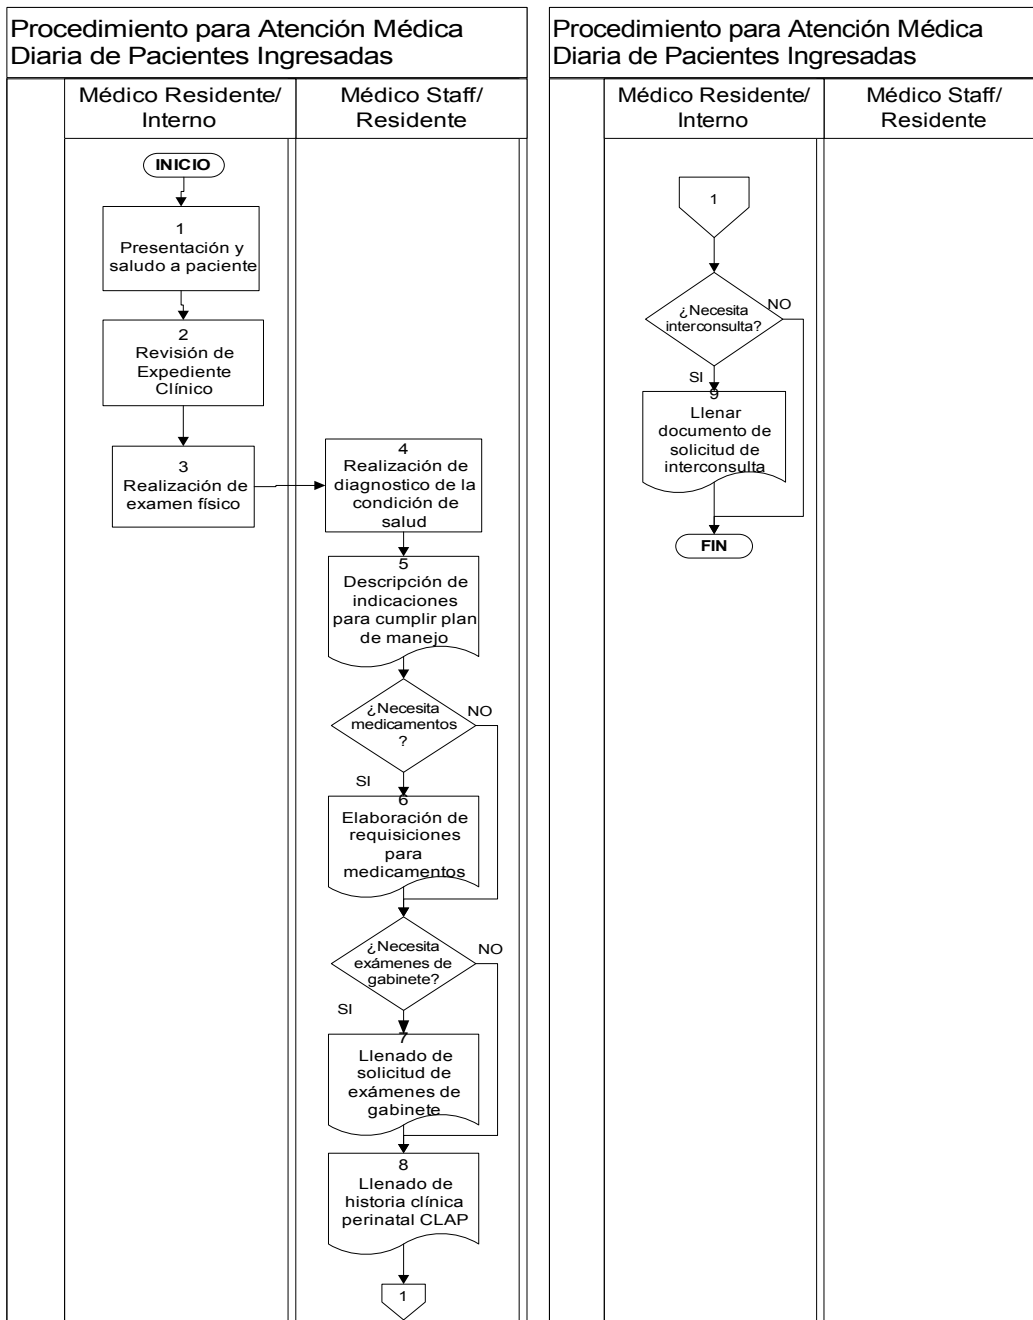 Procedimiento para Atención Médica
Diaria de Pacientes Ingresadas
Médico Residente/
Interno
Médico Staff/
Residente
INICIO
1
Presentación y
saludo a paciente
2
Revisión de
Expediente
Clínico
3
Realización de
examen físico
4
Realización de
diagnostico de la
condición de
salud
5
Descripción de
indicaciones
para cumplir plan
de manejo
¿Necesita
medicamentos
?
NO
SI
6
Elaboración de
requisiciones
para
medicamentos
¿Necesita
exámenes de
gabinete?
NO
SI
7
Llenado de
solicitud de
exámenes de
gabinete
8
Llenado de
historia clínica
perinatal CLAP
1
Procedimiento para Atención Médica
Diaria de Pacientes Ingresadas
Médico Residente/
Interno
Médico Staff/
Residente
1
¿Necesita
interconsulta?
NO
SI
9
Llenar
documento de
solicitud de
interconsulta
FIN